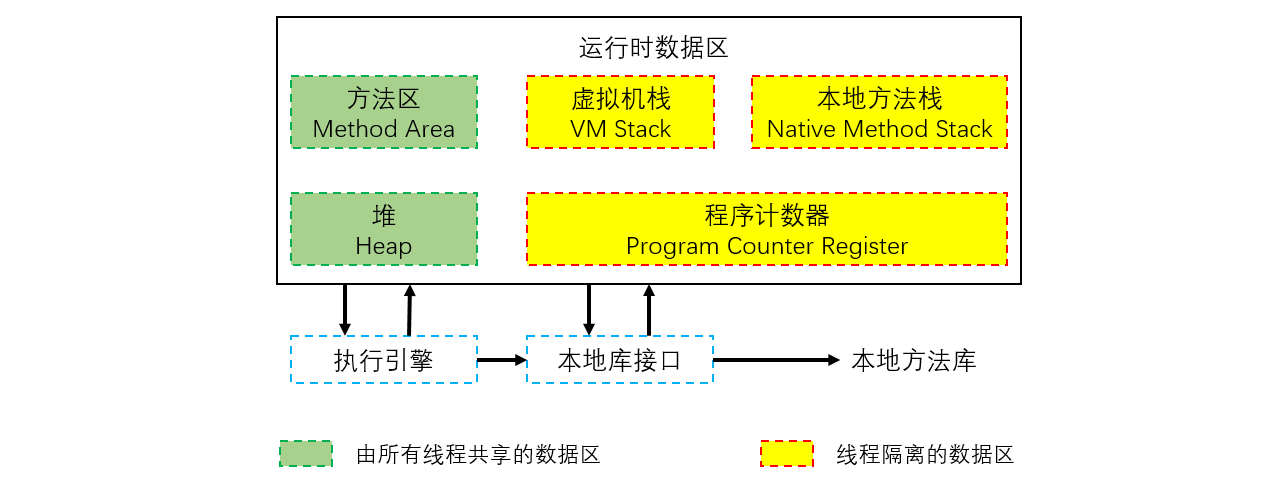 运行时数据区
方法区
Method Area
虚拟机栈
VM Stack
本地方法栈
Native Method Stack
堆
Heap
程序计数器
Program Counter Register
执行引擎
本地库接口
本地方法库
由所有线程共享的数据区
线程隔离的数据区